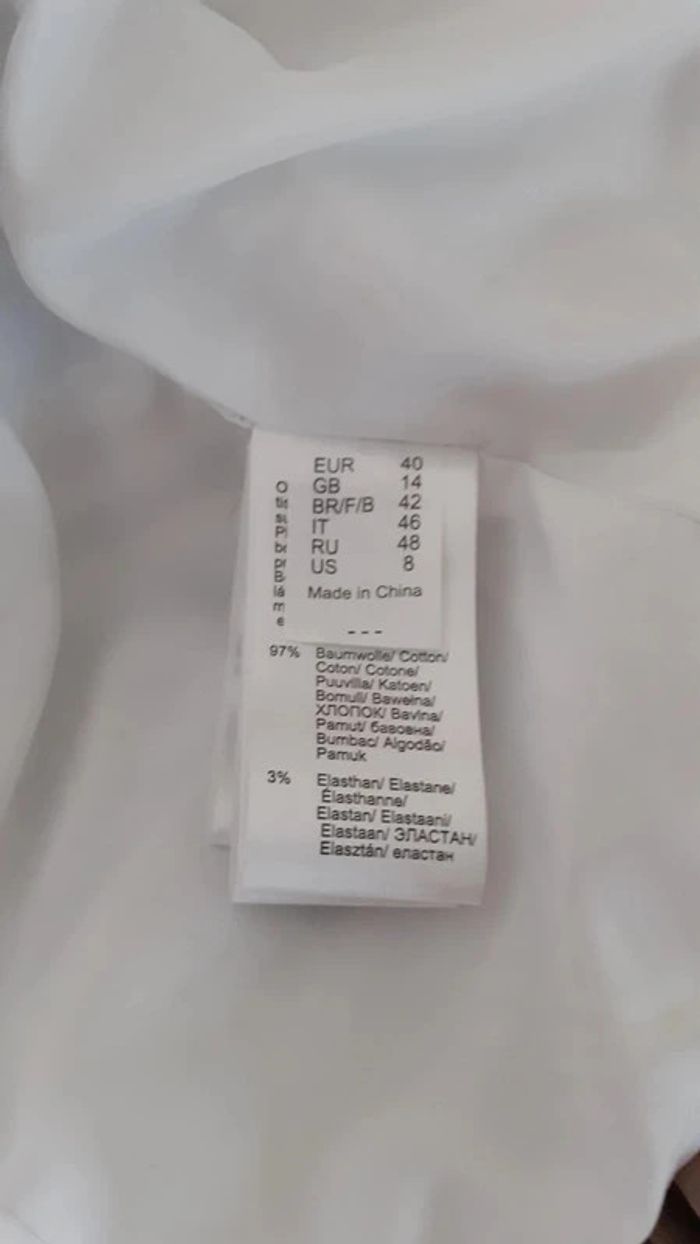 EUR 40
GB 14
BR/F/B 42
IT 46
RU 48
US 8
Made in China
---
97% Baumwolle/ Cotton/
Coton/ Cotone/
Puuvilla/ Katoen/
Bomull/ Bawełna/
ХЛОПОК/ Bavlna/
Pamut/ бавовна/
Bumbac/ Algodão/
Pamuk
3% Elasthan/ Elastane/
Élasthanne/
Elastan/ Elastaani/
Elastaan/ ЭЛАСТАН/
Elasztán/ еластан